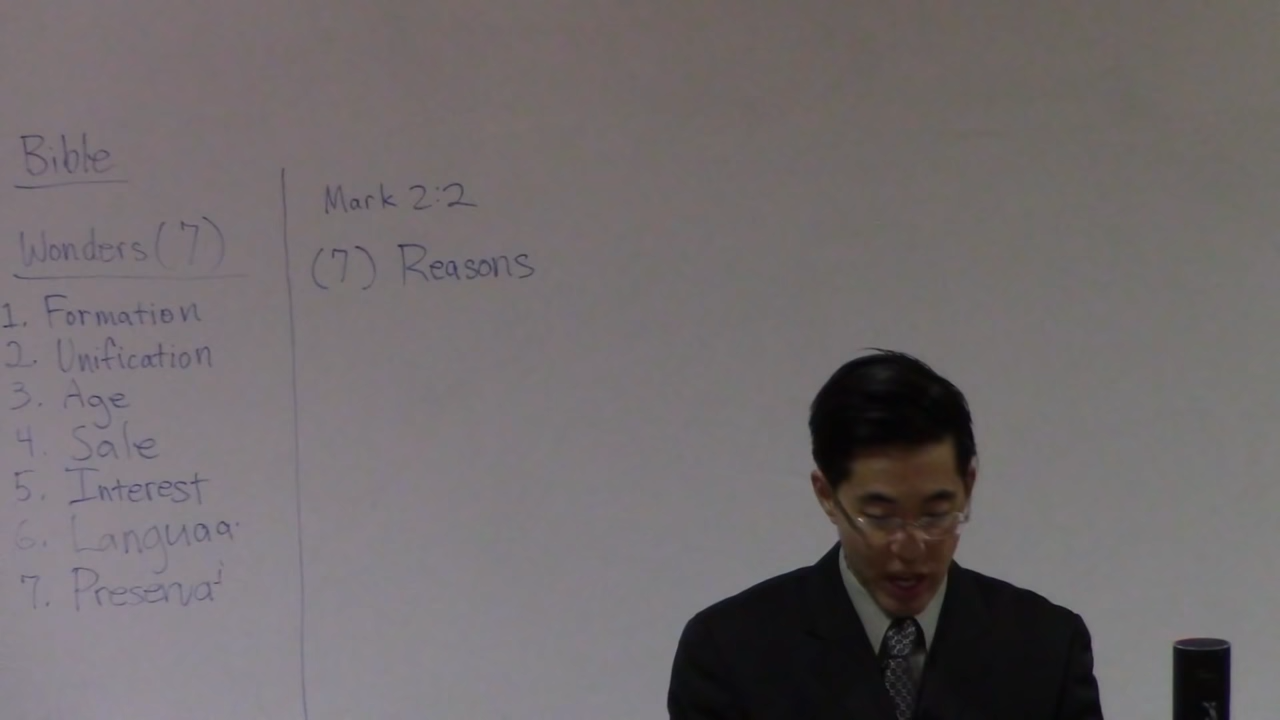 Bible
Wonders (7)
1. Formation
2. Unification
3. Age
4. Sale
5. Interest
6. Languag
7. Preservat
Mark 2:2
(7) Reasons